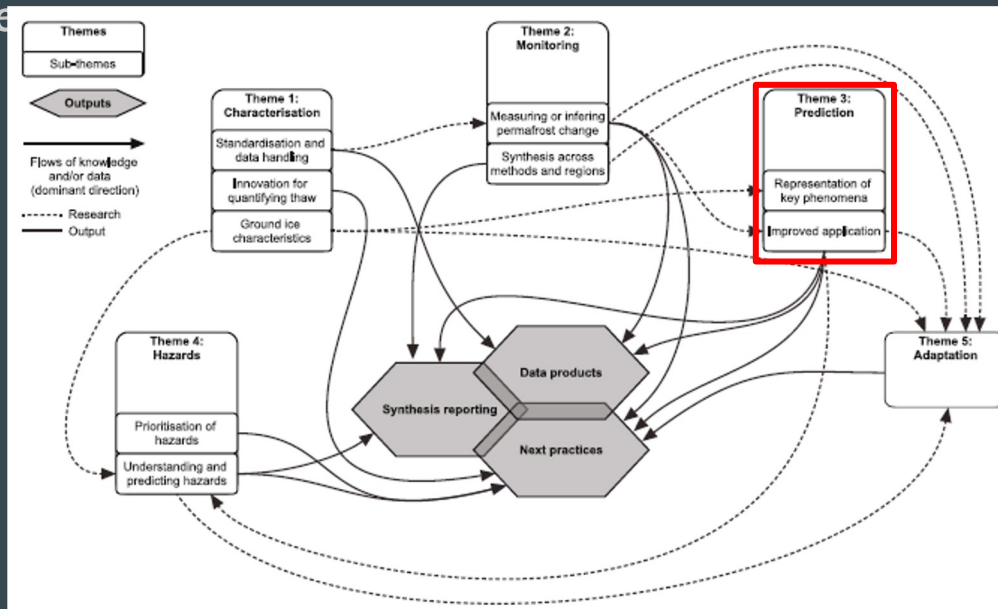 e
Themes
Sub-themes
Outputs
Flows of knowledge
and/or data
(dominant direction)
Research
Output
Theme 1:
Characterisation
Standardisation and
data handling
Innovation for
quantifying thaw
Ground ice
characteristics
Theme 2:
Monitoring
Measuring or infering
permafrost change
Synthesis across
methods and regions
Theme 3:
Prediction
Representation of
key phenomena
Improved application
Theme 4:
Hazards
Prioritisation of
hazards
Understanding and
predicting hazards
Data products
Synthesis reporting
Next practices
Theme 5:
Adaptation